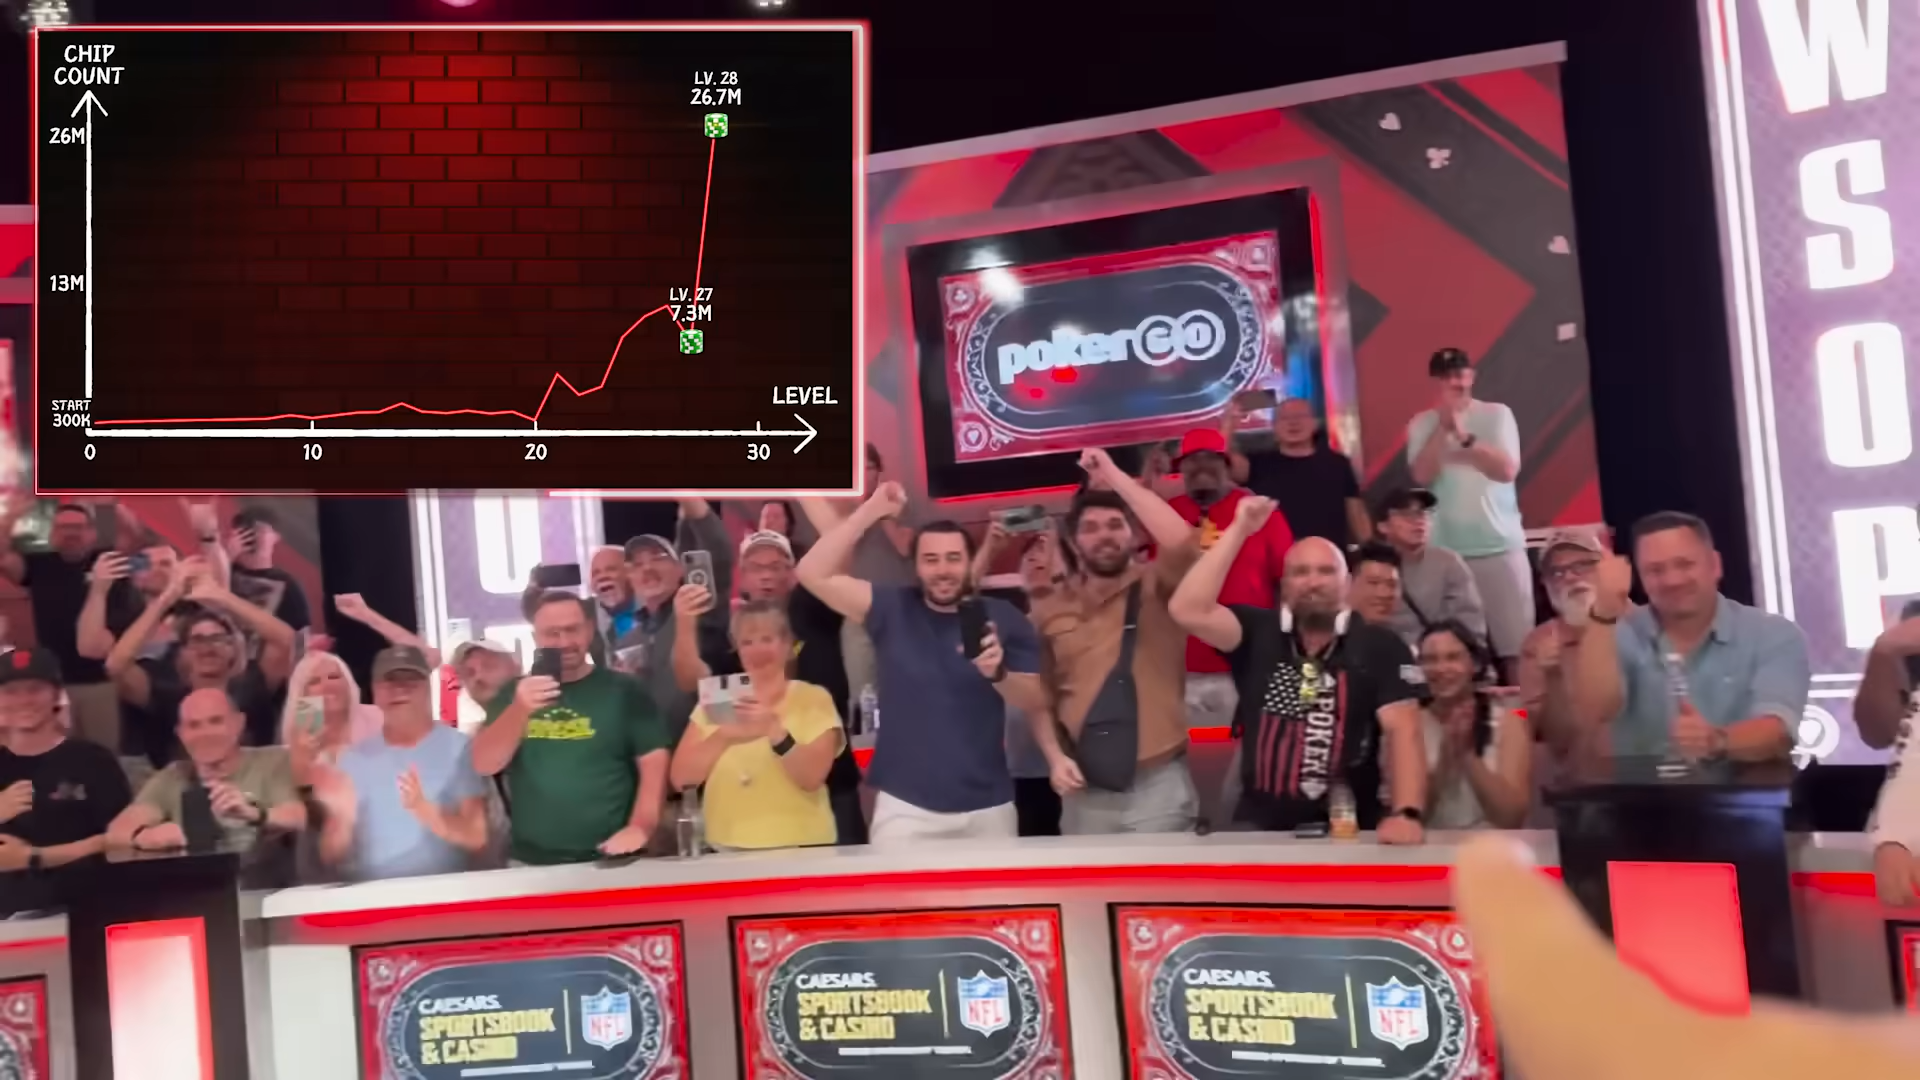 CHIP
COUNT
26M
13M
START
300K
LV. 28
26.7M
LV. 27
7.3M
LEVEL
0
10
20
30
pokerGO
WSOP
POKER
CAESARS
SPORTSBOOK
& CASINO
NFL
CAESARS
SPORTSBOOK
& CASINO
NFL
CAESARS
SPORTSBOOK
& CASINO
NFL